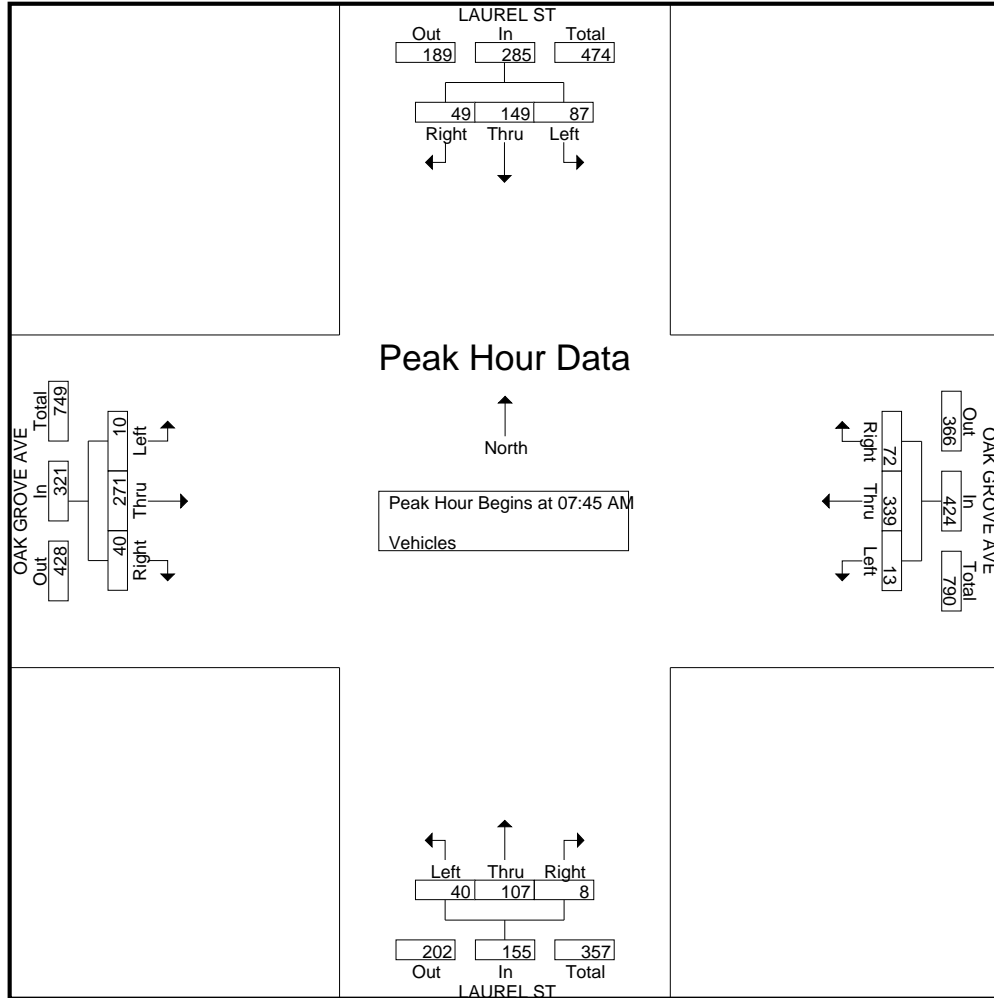 LAUREL ST
Out In Total
189 285 474
49 149 87
Right Thru Left
Peak Hour Data
North
Peak Hour Begins at 07:45 AM
Vehicles
OAK GROVE AVE
Total In Out
749 321 428
10 271 40
Left Thru Right
OAK GROVE AVE
Out In Total
366 424 790
72 339 13
Right Thru Left
Left Thru Right
40 107 8
202 155 357
Out In Total
LAUREL ST